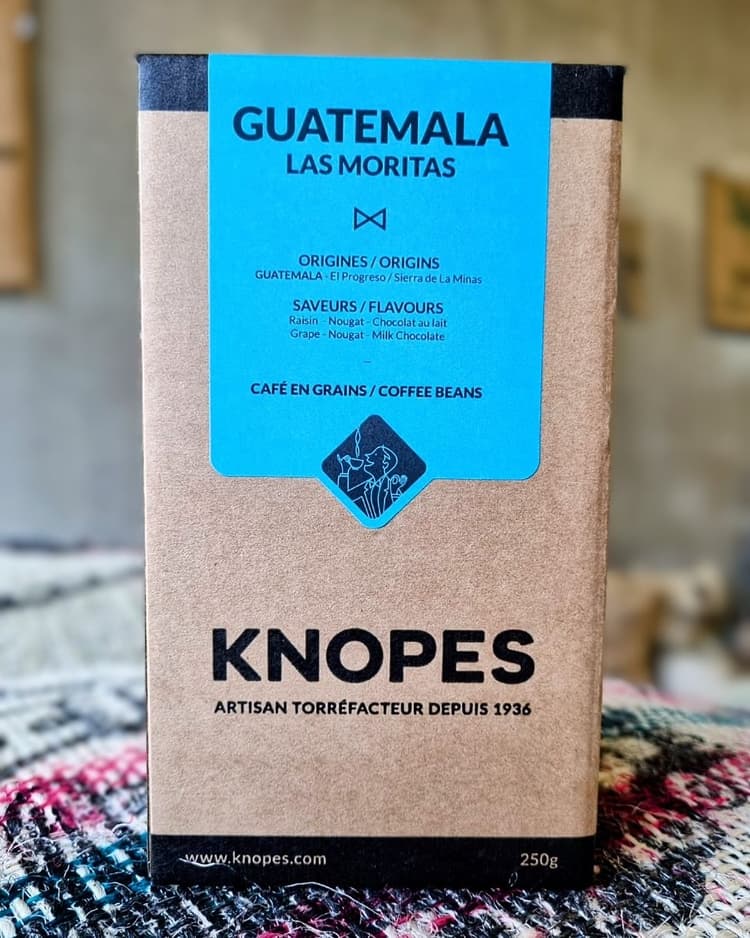 GUATEMALA
LAS MORITAS
ORIGINES / ORIGINS
GUATEMALA - El Progreso / Sierra de La Minas
SAVEURS / FLAVOURS
Raisin - Nougat - Chocolat au lait
Grape - Nougat - Milk Chocolate
–
CAFÉ EN GRAINS / COFFEE BEANS
KNOPES
ARTISAN TORRÉFACTEUR DEPUIS 1936
www.knopes.com 250g